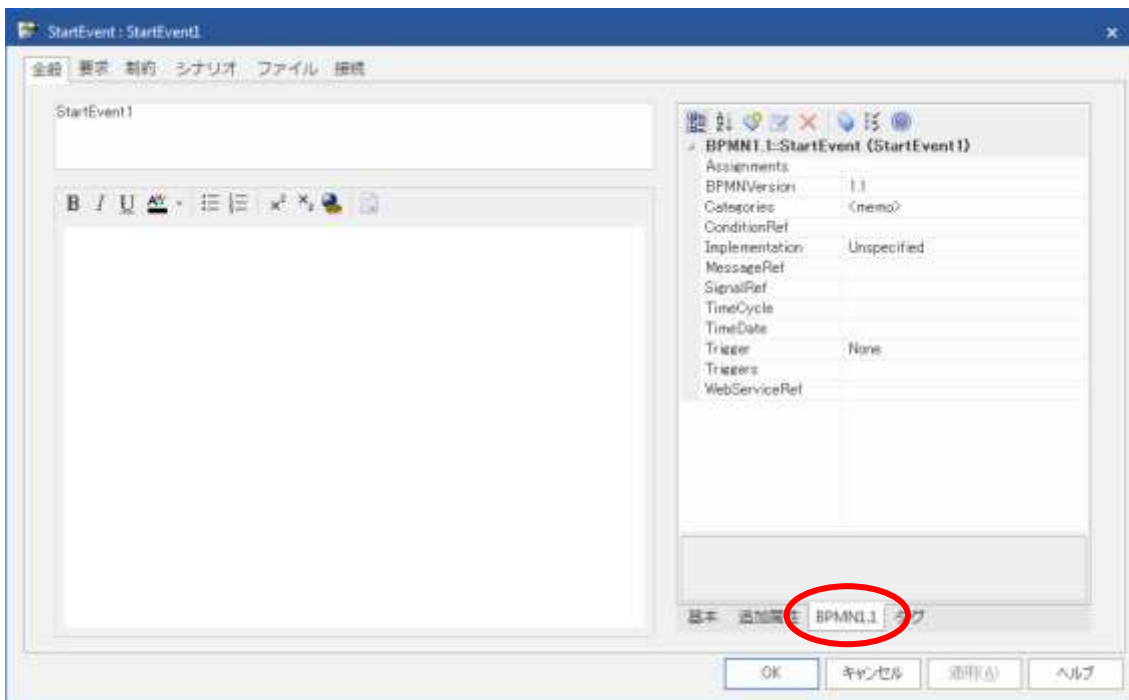 StartEvent : StartEvent1
全般 要求 制約 シナリオ ファイル 接続
StartEvent1
BPMN1.1::StartEvent (StartEvent1)
Assignments
BPMNVersion 1.1
Categories <memo>
ConditionRef
Implementation Unspecified
MessageRef
SignalRef
TimeCycle
TimeDate
Trigger None
Triggers
WebServiceRef
B I U
基本 追加属性 BPMN1.1 タグ
OK キャンセル 適用(A) ヘルプ